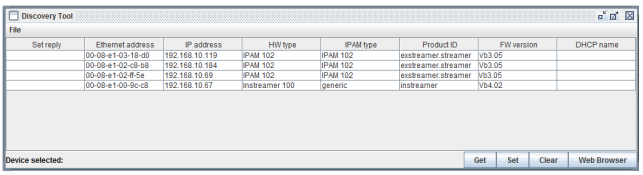 Discovery Tool
File
Set reply Ethernet address IP address HW type IPAM type Product ID FW version DHCP name
00-08-e1-03-18-d0 192.168.10.119 IPAM 102 IPAM 102 exstreamer.streamer Vb3.05
00-08-e1-02-c8-b8 192.168.10.184 IPAM 102 IPAM 102 exstreamer.streamer Vb3.05
00-08-e1-02-ff-5e 192.168.10.69 IPAM 102 IPAM 102 exstreamer.streamer Vb3.05
00-08-e1-00-9c-c8 192.168.10.67 Instreamer 100 generic instreamer Vb4.02
Device selected: Get Set Clear Web Browser